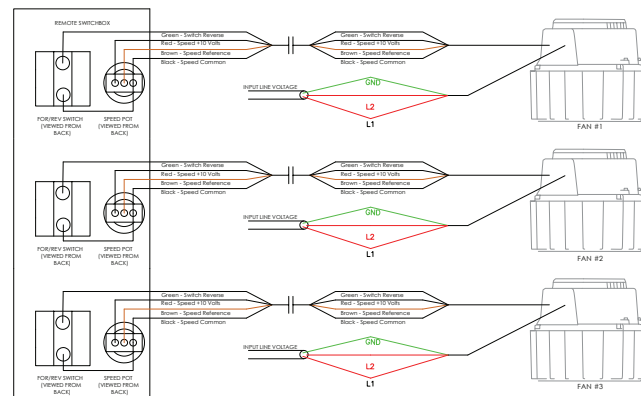 REMOTE SWITCHBOX
Green - Switch Reverse
Red - Speed +10 Volts
Brown - Speed Reference
Black - Speed Common
Green - Switch Reverse
Red - Speed +10 Volts
Brown - Speed Reference
Black - Speed Common
INPUT LINE VOLTAGE
GND
L2
L1
FOR/REV SWITCH
(VIEWED FROM
BACK)
SPEED POT
(VIEWED FROM
BACK)
FAN #1
Green - Switch Reverse
Red - Speed +10 Volts
Brown - Speed Reference
Black - Speed Common
Green - Switch Reverse
Red - Speed +10 Volts
Brown - Speed Reference
Black - Speed Common
INPUT LINE VOLTAGE
GND
L2
L1
FOR/REV SWITCH
(VIEWED FROM
BACK)
SPEED POT
(VIEWED FROM
BACK)
FAN #2
Green - Switch Reverse
Red - Speed +10 Volts
Brown - Speed Reference
Black - Speed Common
Green - Switch Reverse
Red - Speed +10 Volts
Brown - Speed Reference
Black - Speed Common
INPUT LINE VOLTAGE
GND
L2
L1
FOR/REV SWITCH
(VIEWED FROM
BACK)
SPEED POT
(VIEWED FROM
BACK)
FAN #3